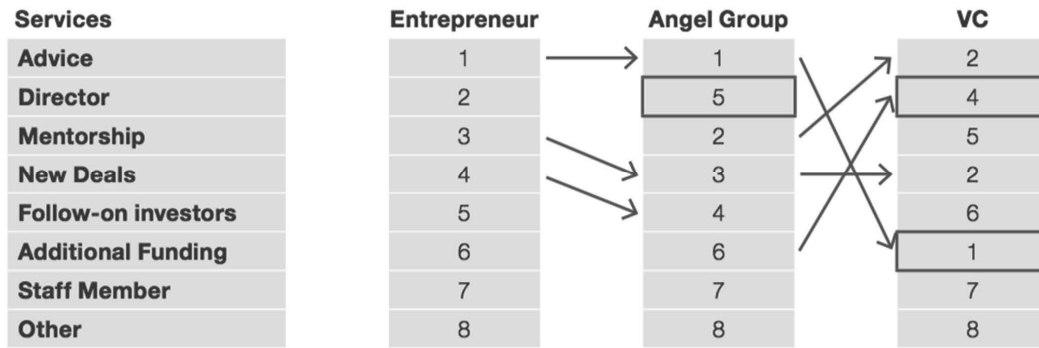 Services Entrepreneur Angel Group VC
Advice 1 1 2
Director 2 5 4
Mentorship 3 2 5
New Deals 4 3 2
Follow-on investors 5 4 6
Additional Funding 6 6 1
Staff Member 7 7 7
Other 8 8 8